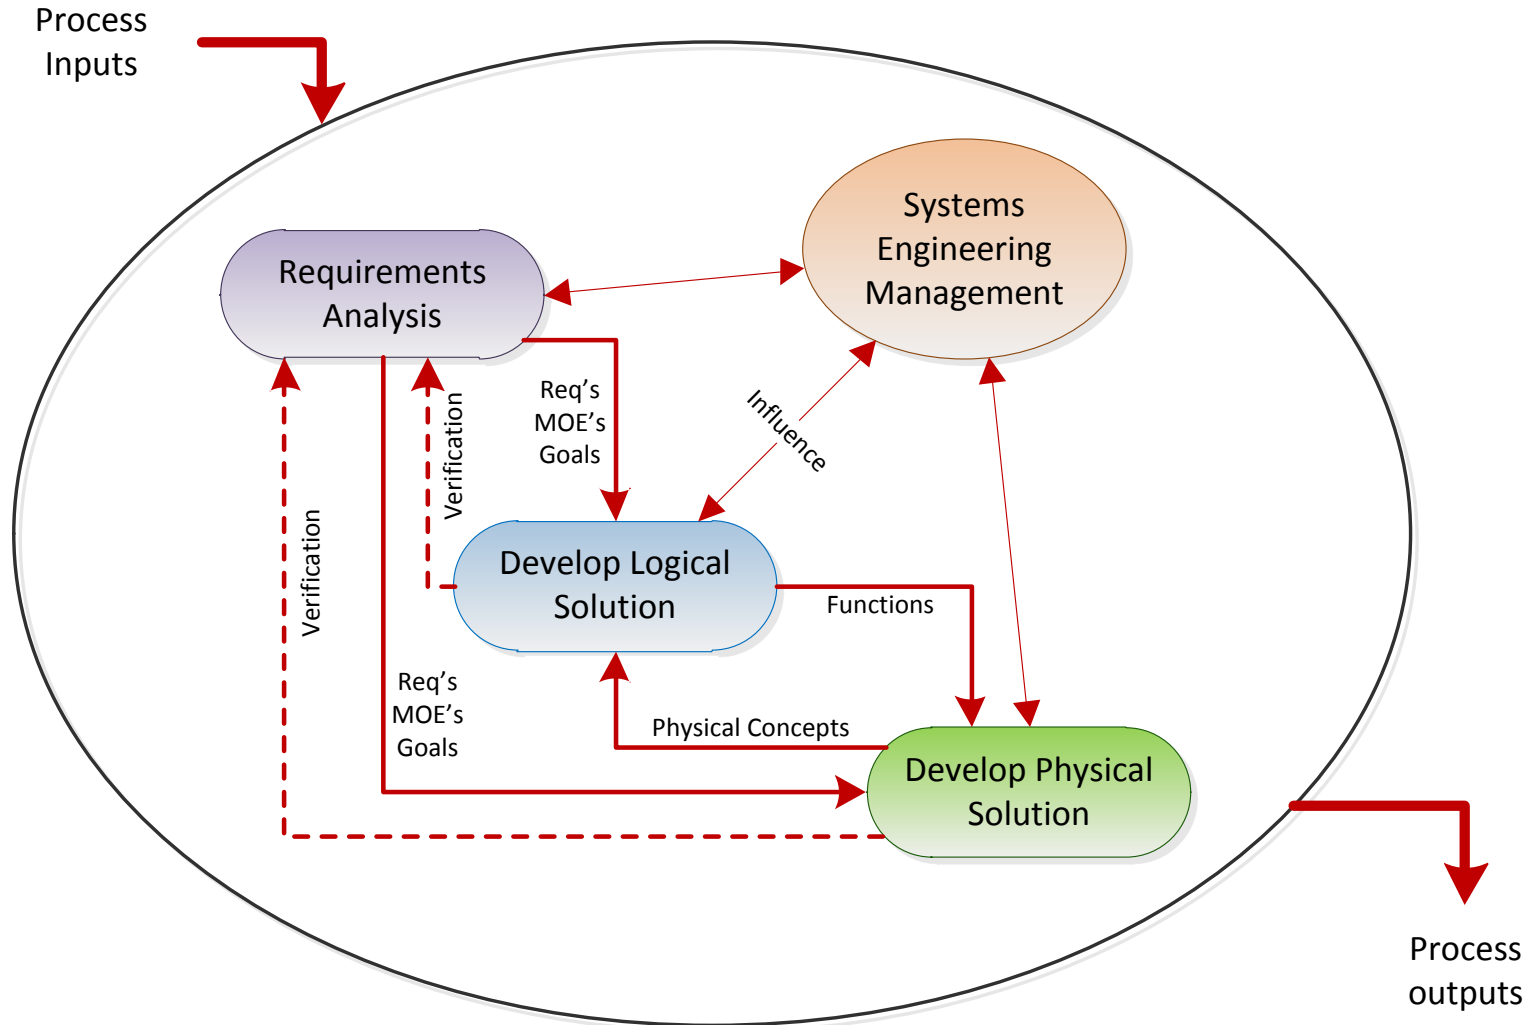 Process
Inputs
Systems
Engineering
Management
Requirements
Analysis
Req's
MOE's
Goals
Verification
Influence
Verification
Develop Logical
Solution
Functions
Req's
MOE's
Goals
Physical Concepts
Develop Physical
Solution
Process
outputs